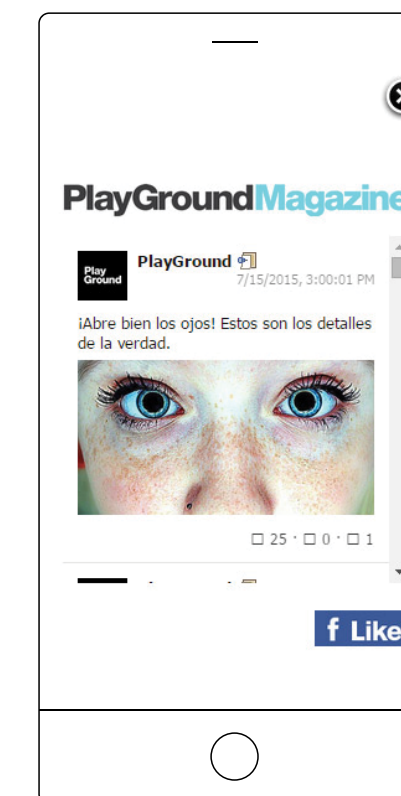 PlayGroundMagazine
Play
Ground
PlayGround
7/15/2015, 3:00:01 PM
¡Abre bien los ojos! Estos son los detalles
de la verdad.
25 · 0 · 1
f Like